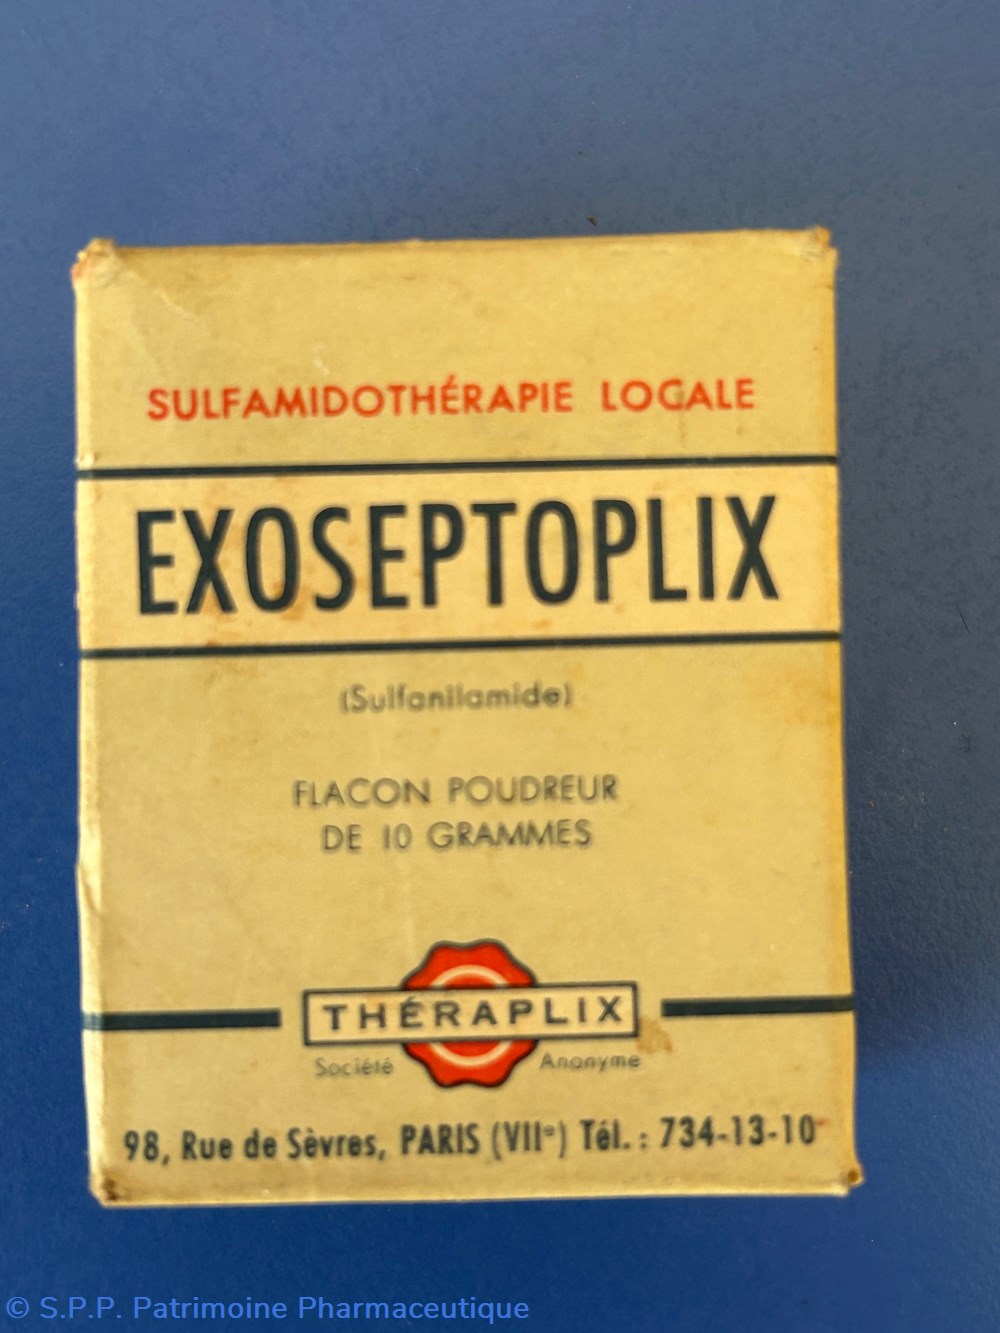 SULFAMIDOTHÉRAPIE LOCALE
EXOSEPTOPLIX
(Sulfanilamide)
FLACON POUDREUR
DE 10 GRAMMES
THÉRAPLIX
Société Anonyme
98, Rue de Sèvres, PARIS (VIIᵉ) Tél. : 734-13-10
© S.P.P. Patrimoine Pharmaceutique